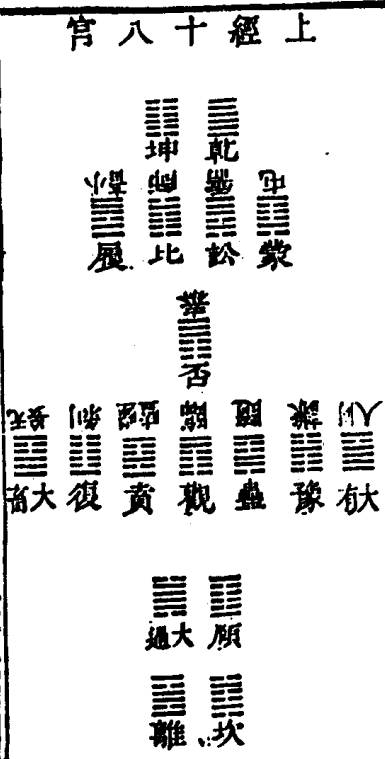 上經十八宮
乾 坤
屯 需 師 小畜
蒙 訟 比 履
泰
否
同人 謙 隨 臨 噬嗑 剝 无妄
大有 豫 蠱 觀 賁 復 大畜
頤 大過
坎 離